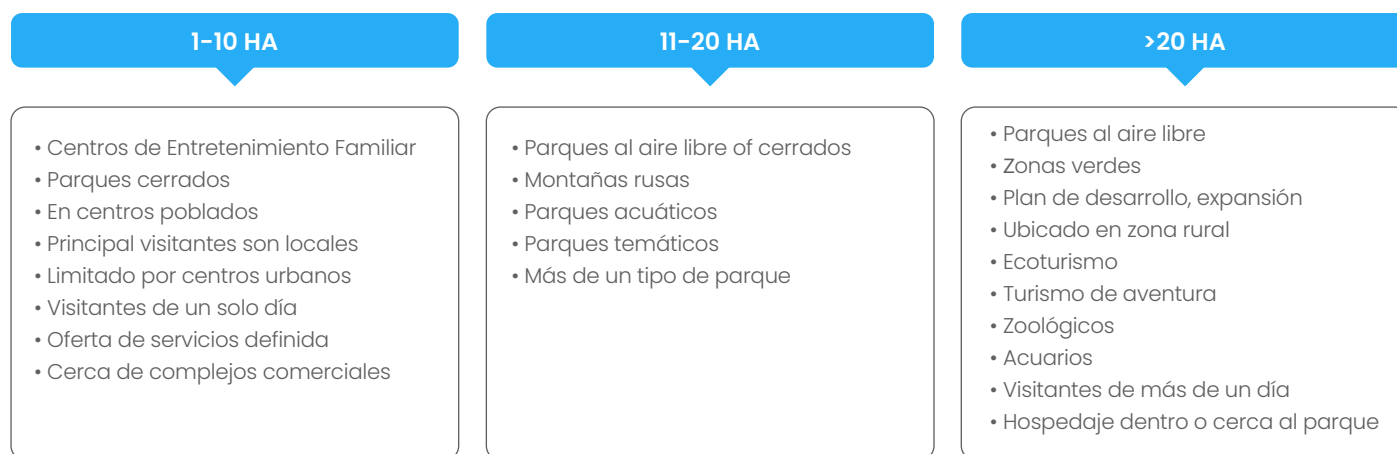 1-10 HA
• Centros de Entretenimiento Familiar
• Parques cerrados
• En centros poblados
• Principal visitantes son locales
• Limitado por centros urbanos
• Visitantes de un solo día
• Oferta de servicios definida
• Cerca de complejos comerciales
11-20 HA
• Parques al aire libre of cerrados
• Montañas rusas
• Parques acuáticos
• Parques temáticos
• Más de un tipo de parque
>20 HA
• Parques al aire libre
• Zonas verdes
• Plan de desarrollo, expansión
• Ubicado en zona rural
• Ecoturismo
• Turismo de aventura
• Zoológicos
• Acuarios
• Visitantes de más de un día
• Hospedaje dentro o cerca al parque